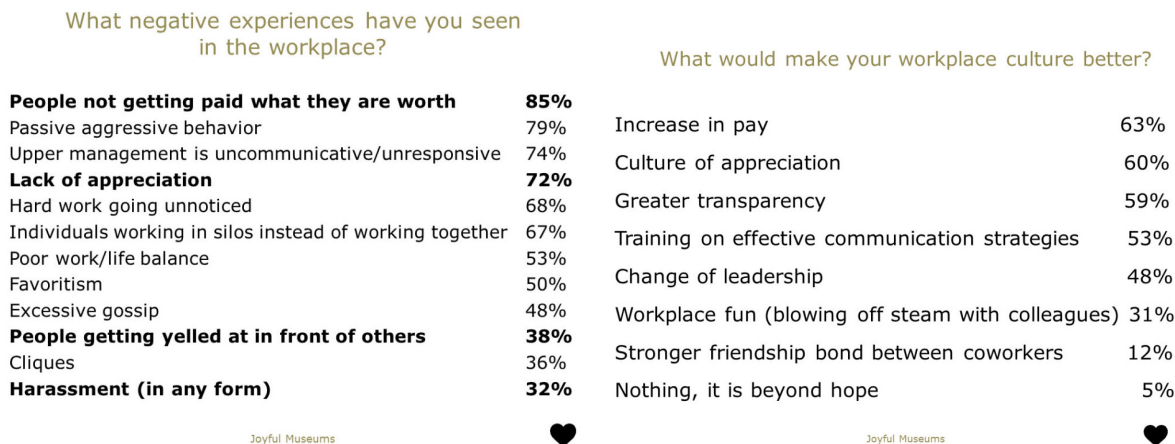 What negative experiences have you seen
in the workplace?
People not getting paid what they are worth 85%
Passive aggressive behavior 79%
Upper management is uncommunicative/unresponsive 74%
Lack of appreciation 72%
Hard work going unnoticed 68%
Individuals working in silos instead of working together 67%
Poor work/life balance 53%
Favoritism 50%
Excessive gossip 48%
People getting yelled at in front of others 38%
Cliques 36%
Harassment (in any form) 32%
Joyful Museums
What would make your workplace culture better?
Increase in pay 63%
Culture of appreciation 60%
Greater transparency 59%
Training on effective communication strategies 53%
Change of leadership 48%
Workplace fun (blowing off steam with colleagues) 31%
Stronger friendship bond between coworkers 12%
Nothing, it is beyond hope 5%
Joyful Museums